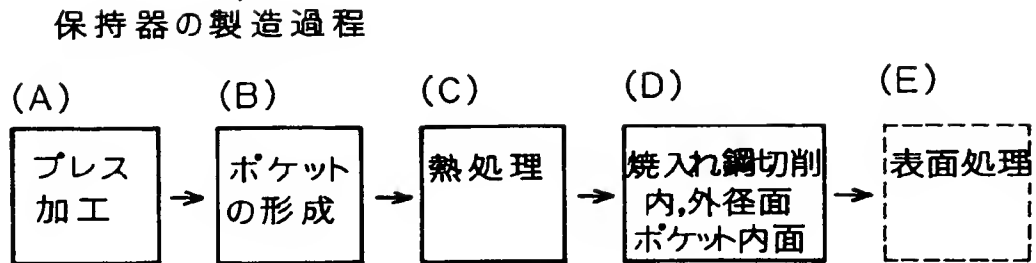 保持器の製造過程
(A)
(B)
(C)
(D)
(E)
プレス
加工
ポケット
の形成
熱処理
焼入れ鋼切削
内,外径面
ポケット内面
表面処理